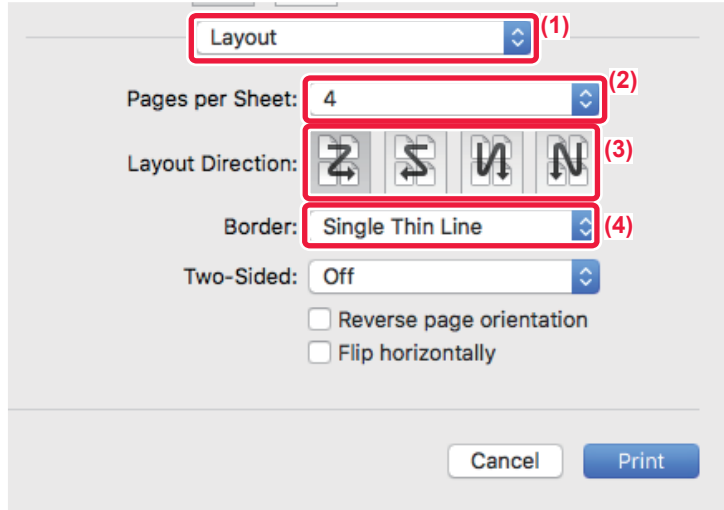 Layout (1)
Pages per Sheet: 4 (2)
Layout Direction: (3)
Border: Single Thin Line (4)
Two-Sided: Off
Reverse page orientation
Flip horizontally
Cancel Print